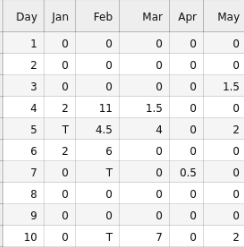 Day Jan Feb Mar Apr May
1 0 0 0 0 0
2 0 0 0 0 0
3 0 0 0 0 1.5
4 2 11 1.5 0 0
5 T 4.5 4 0 2
6 2 6 0 0 0
7 0 T 0 0.5 0
8 0 0 0 0 0
9 0 0 0 0 0
10 0 T 7 0 2